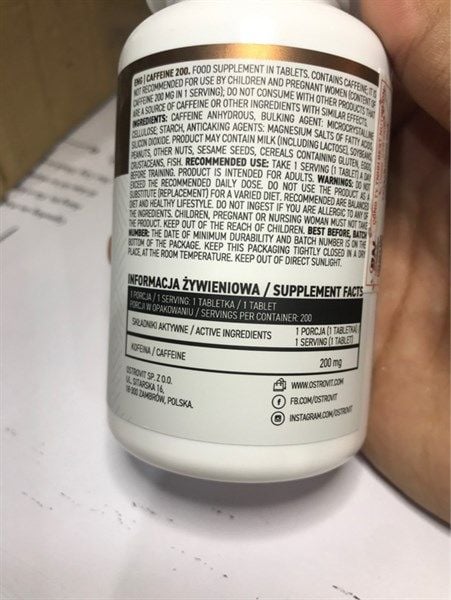 ENG | CAFFEINE 200. FOOD SUPPLEMENT IN TABLETS. CONTAINS CAFFEINE, IT IS
NOT RECOMMENDED FOR USE BY CHILDREN AND PREGNANT WOMEN (CONTENT OF
CAFFEINE 200 MG IN 1 SERVING); DO NOT CONSUME WITH OTHER PRODUCTS THAT
ARE A SOURCE OF CAFFEINE OR OTHER INGREDIENTS WITH SIMILAR EFFECTS.
INGREDIENTS: CAFFEINE ANHYDROUS, BULKING AGENT: MICROCRYSTALLINE
CELLULOSE; STARCH, ANTICAKING AGENTS: MAGNESIUM SALTS OF FATTY ACIDS,
SILICON DIOXIDE. PRODUCT MAY CONTAIN MILK (INCLUDING LACTOSE), SOYBEANS,
PEANUTS, OTHER NUTS, SESAME SEEDS, CEREALS CONTAINING GLUTEN, EGGS,
CRUSTACEANS, FISH. RECOMMENDED USE: TAKE 1 SERVING (1 TABLET) A DAY
BEFORE TRAINING. PRODUCT IS INTENDED FOR ADULTS. WARNINGS: DO NOT
EXCEED THE RECOMMENDED DAILY DOSE. DO NOT USE THE PRODUCT AS A
SUBSTITUTE (REPLACEMENT) FOR A VARIED DIET. RECOMMENDED ARE BALANCED
DIET AND HEALTHY LIFESTYLE. DO NOT INGEST IF YOU ARE ALLERGIC TO ANY OF
THE INGREDIENTS. CHILDREN, PREGNANT OR NURSING WOMAN MUST NOT TAKE
THE PRODUCT. KEEP OUT OF THE REACH OF CHILDREN. BEST BEFORE, BATCH
NUMBER: THE DATE OF MINIMUM DURABILITY AND BATCH NUMBER IS ON THE
BOTTOM OF THE PACKAGE. KEEP THIS PACKAGING TIGHTLY CLOSED IN A DRY
PLACE, AT THE ROOM TEMPERATURE. KEEP OUT OF DIRECT SUNLIGHT.
INFORMACJA ŻYWIENIOWA / SUPPLEMENT FACTS
1 PORCJA / 1 SERVING: 1 TABLETKA / 1 TABLET
PORCJI W OPAKOWANIU / SERVINGS PER CONTAINER: 200
SKŁADNIKI AKTYWNE / ACTIVE INGREDIENTS
1 PORCJA (1 TABLETKA)
1 SERVING (1 TABLET)
KOFEINA / CAFFEINE 200 mg
OSTROVIT SP. Z O.O.
UL. SITARSKA 16,
18-300 ZAMBRÓW, POLSKA.
WWW.OSTROVIT.COM
FB.COM/OSTROVIT
INSTAGRAM.COM/OSTROVIT